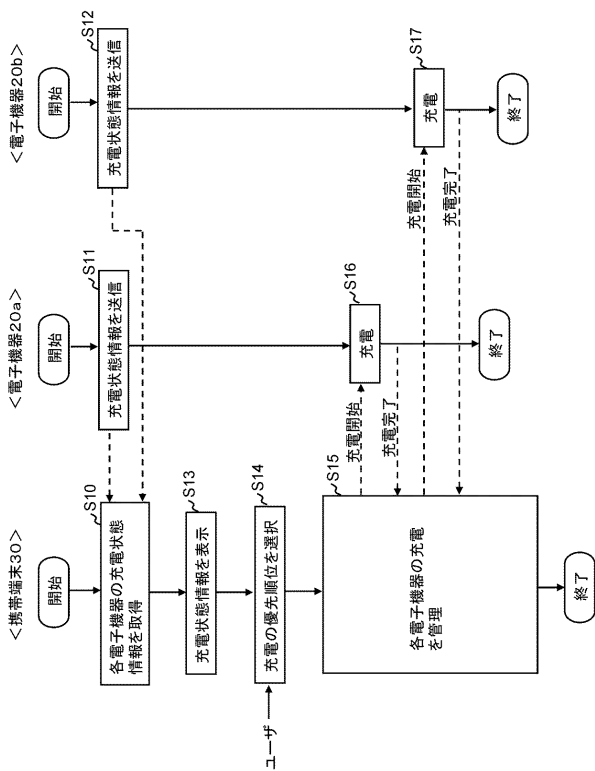 <携帯端末30>
開始
S10
各電子機器の充電状態
情報を取得
S13
充電状態情報を表示
S14
ユーザ
充電の優先順位を選択
S15
各電子機器の充電
を管理
終了
<電子機器20a>
開始
S11
充電状態情報を送信
充電開始
S16
充電
充電完了
終了
<電子機器20b>
開始
S12
充電状態情報を送信
充電開始
S17
充電
充電完了
終了